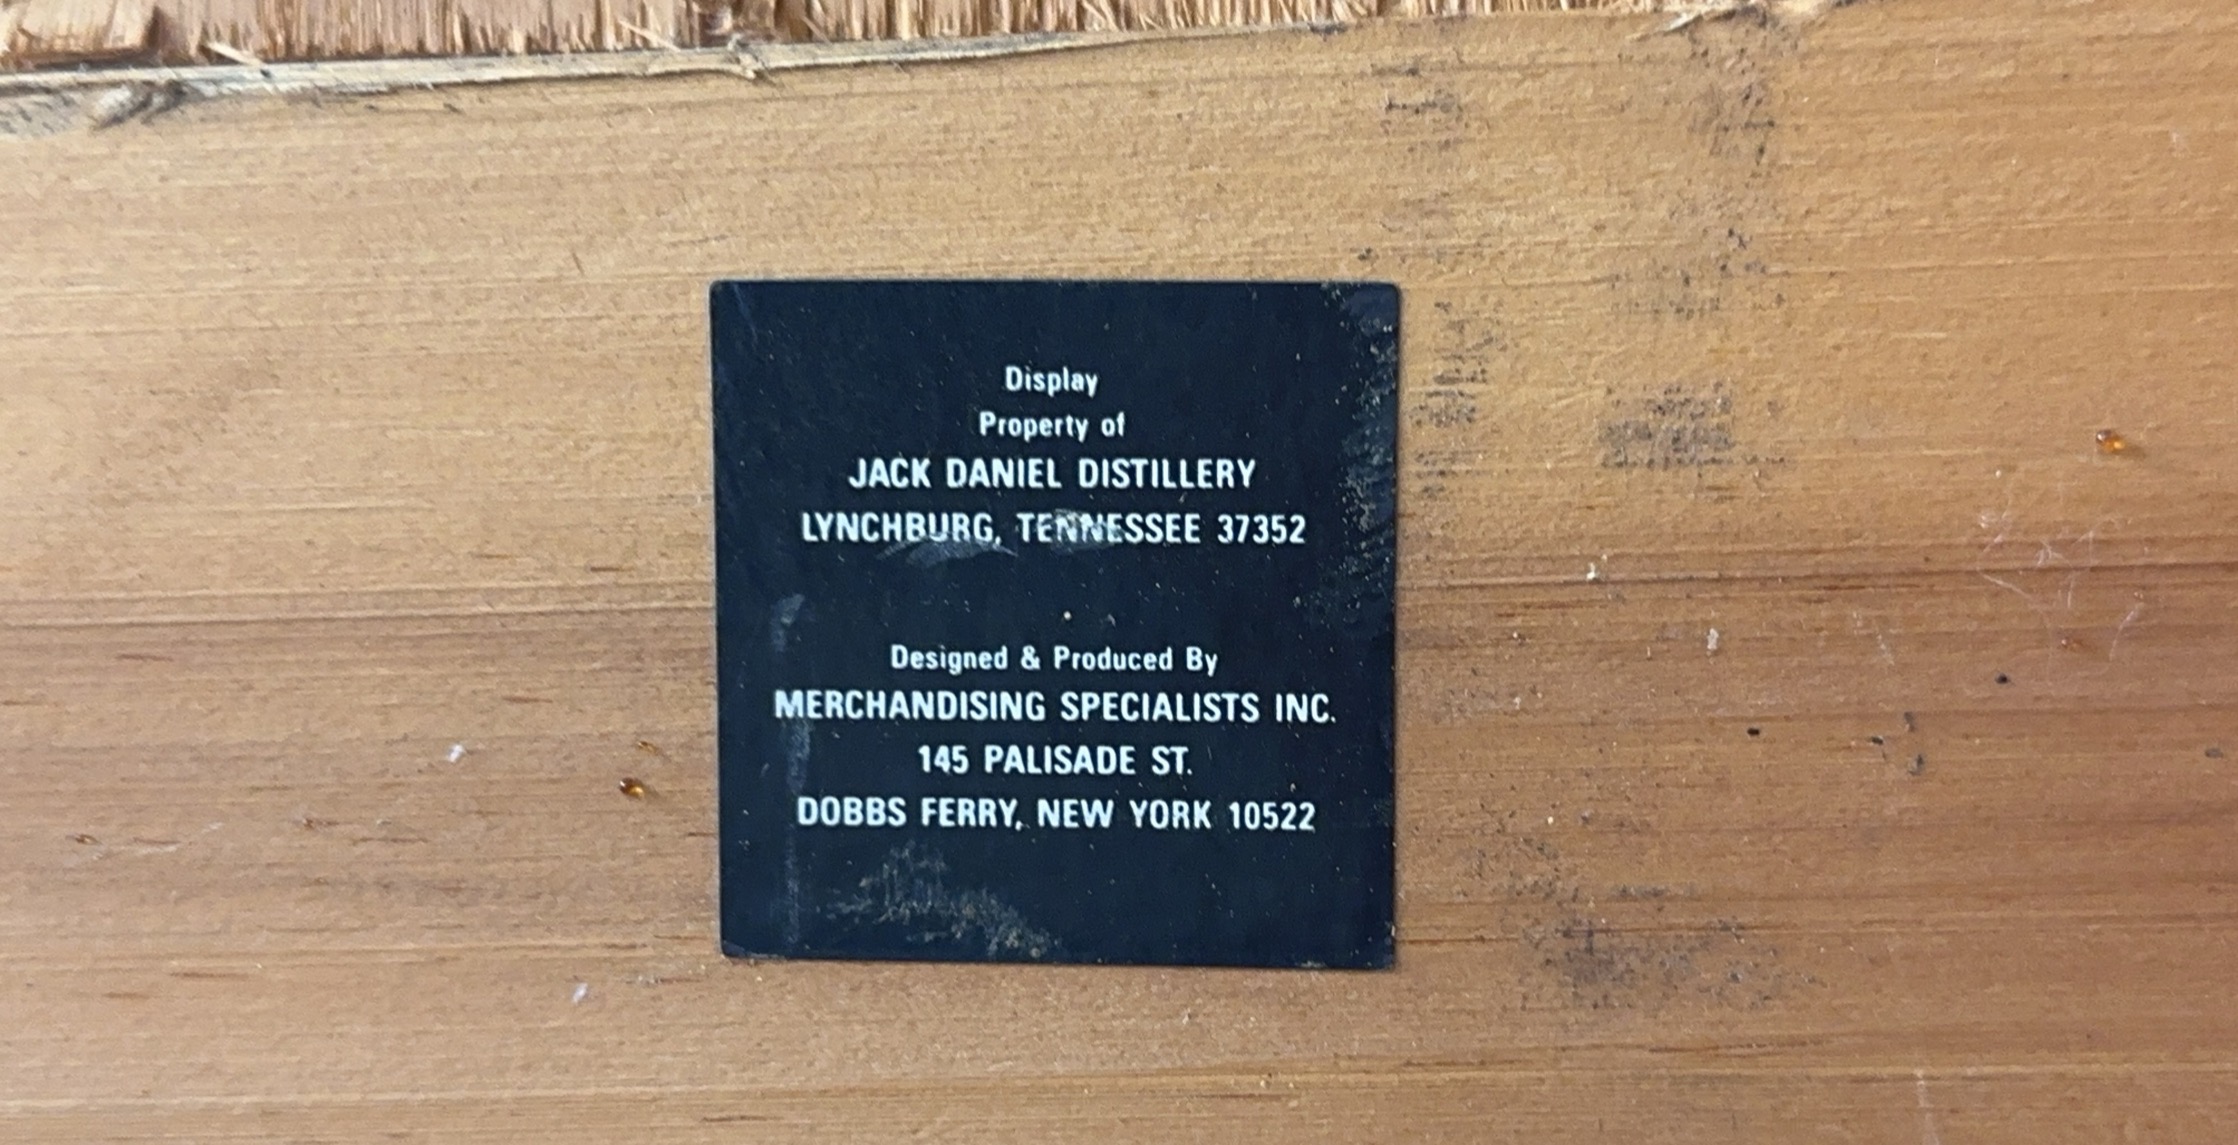 Display
Property of
JACK DANIEL DISTILLERY
LYNCHBURG, TENNESSEE 37352
Designed & Produced By
MERCHANDISING SPECIALISTS INC.
145 PALISADE ST.
DOBBS FERRY, NEW YORK 10522